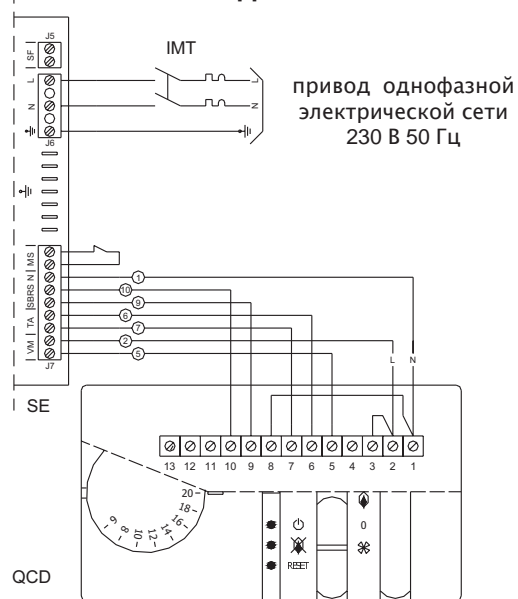 J5
SF
IMT
L
N
L
N
J6
привод однофазной
электрической сети
230 В 50 Гц
MS
N
SBRS
TA
VM
J7
1
10
9
6
7
2
5
L N
SE
13 12 11 10 9 8 7 6 5 4 3 2 1
20
18
16
14
12
10
8
6
0
RESET
QCD